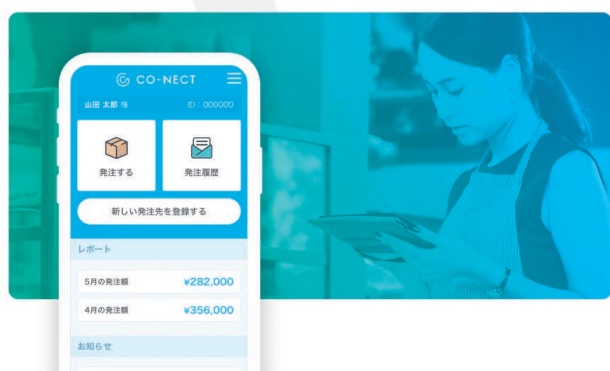 CO-NECT
山田 太郎 様 ID : 000000
発注する 発注履歴
新しい発注先を登録する
レポート
5月の発注額 ¥282,000
4月の発注額 ¥356,000
お知らせ